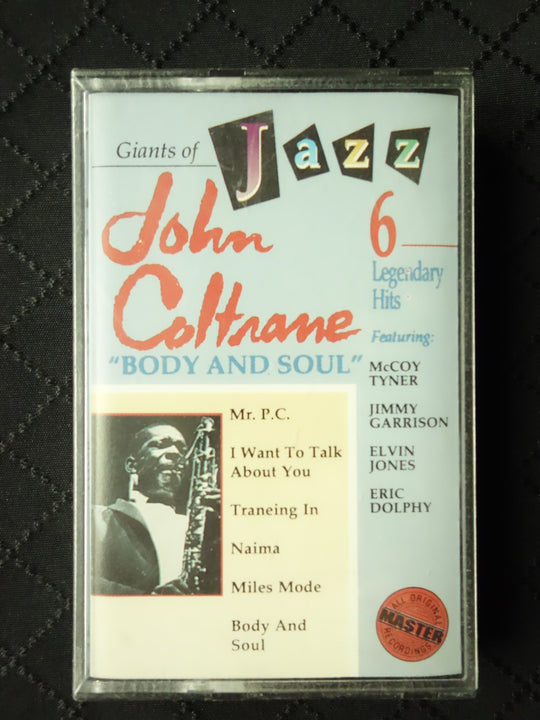 Giants of Jazz
John
Coltrane
"BODY AND SOUL"
6
Legendary
Hits
Featuring:
McCOY
TYNER
JIMMY
GARRISON
ELVIN
JONES
ERIC
DOLPHY
Mr. P.C.
I Want To Talk
About You
Traneing In
Naima
Miles Mode
Body And
Soul
ALL ORIGINAL
MASTER
RECORDINGS